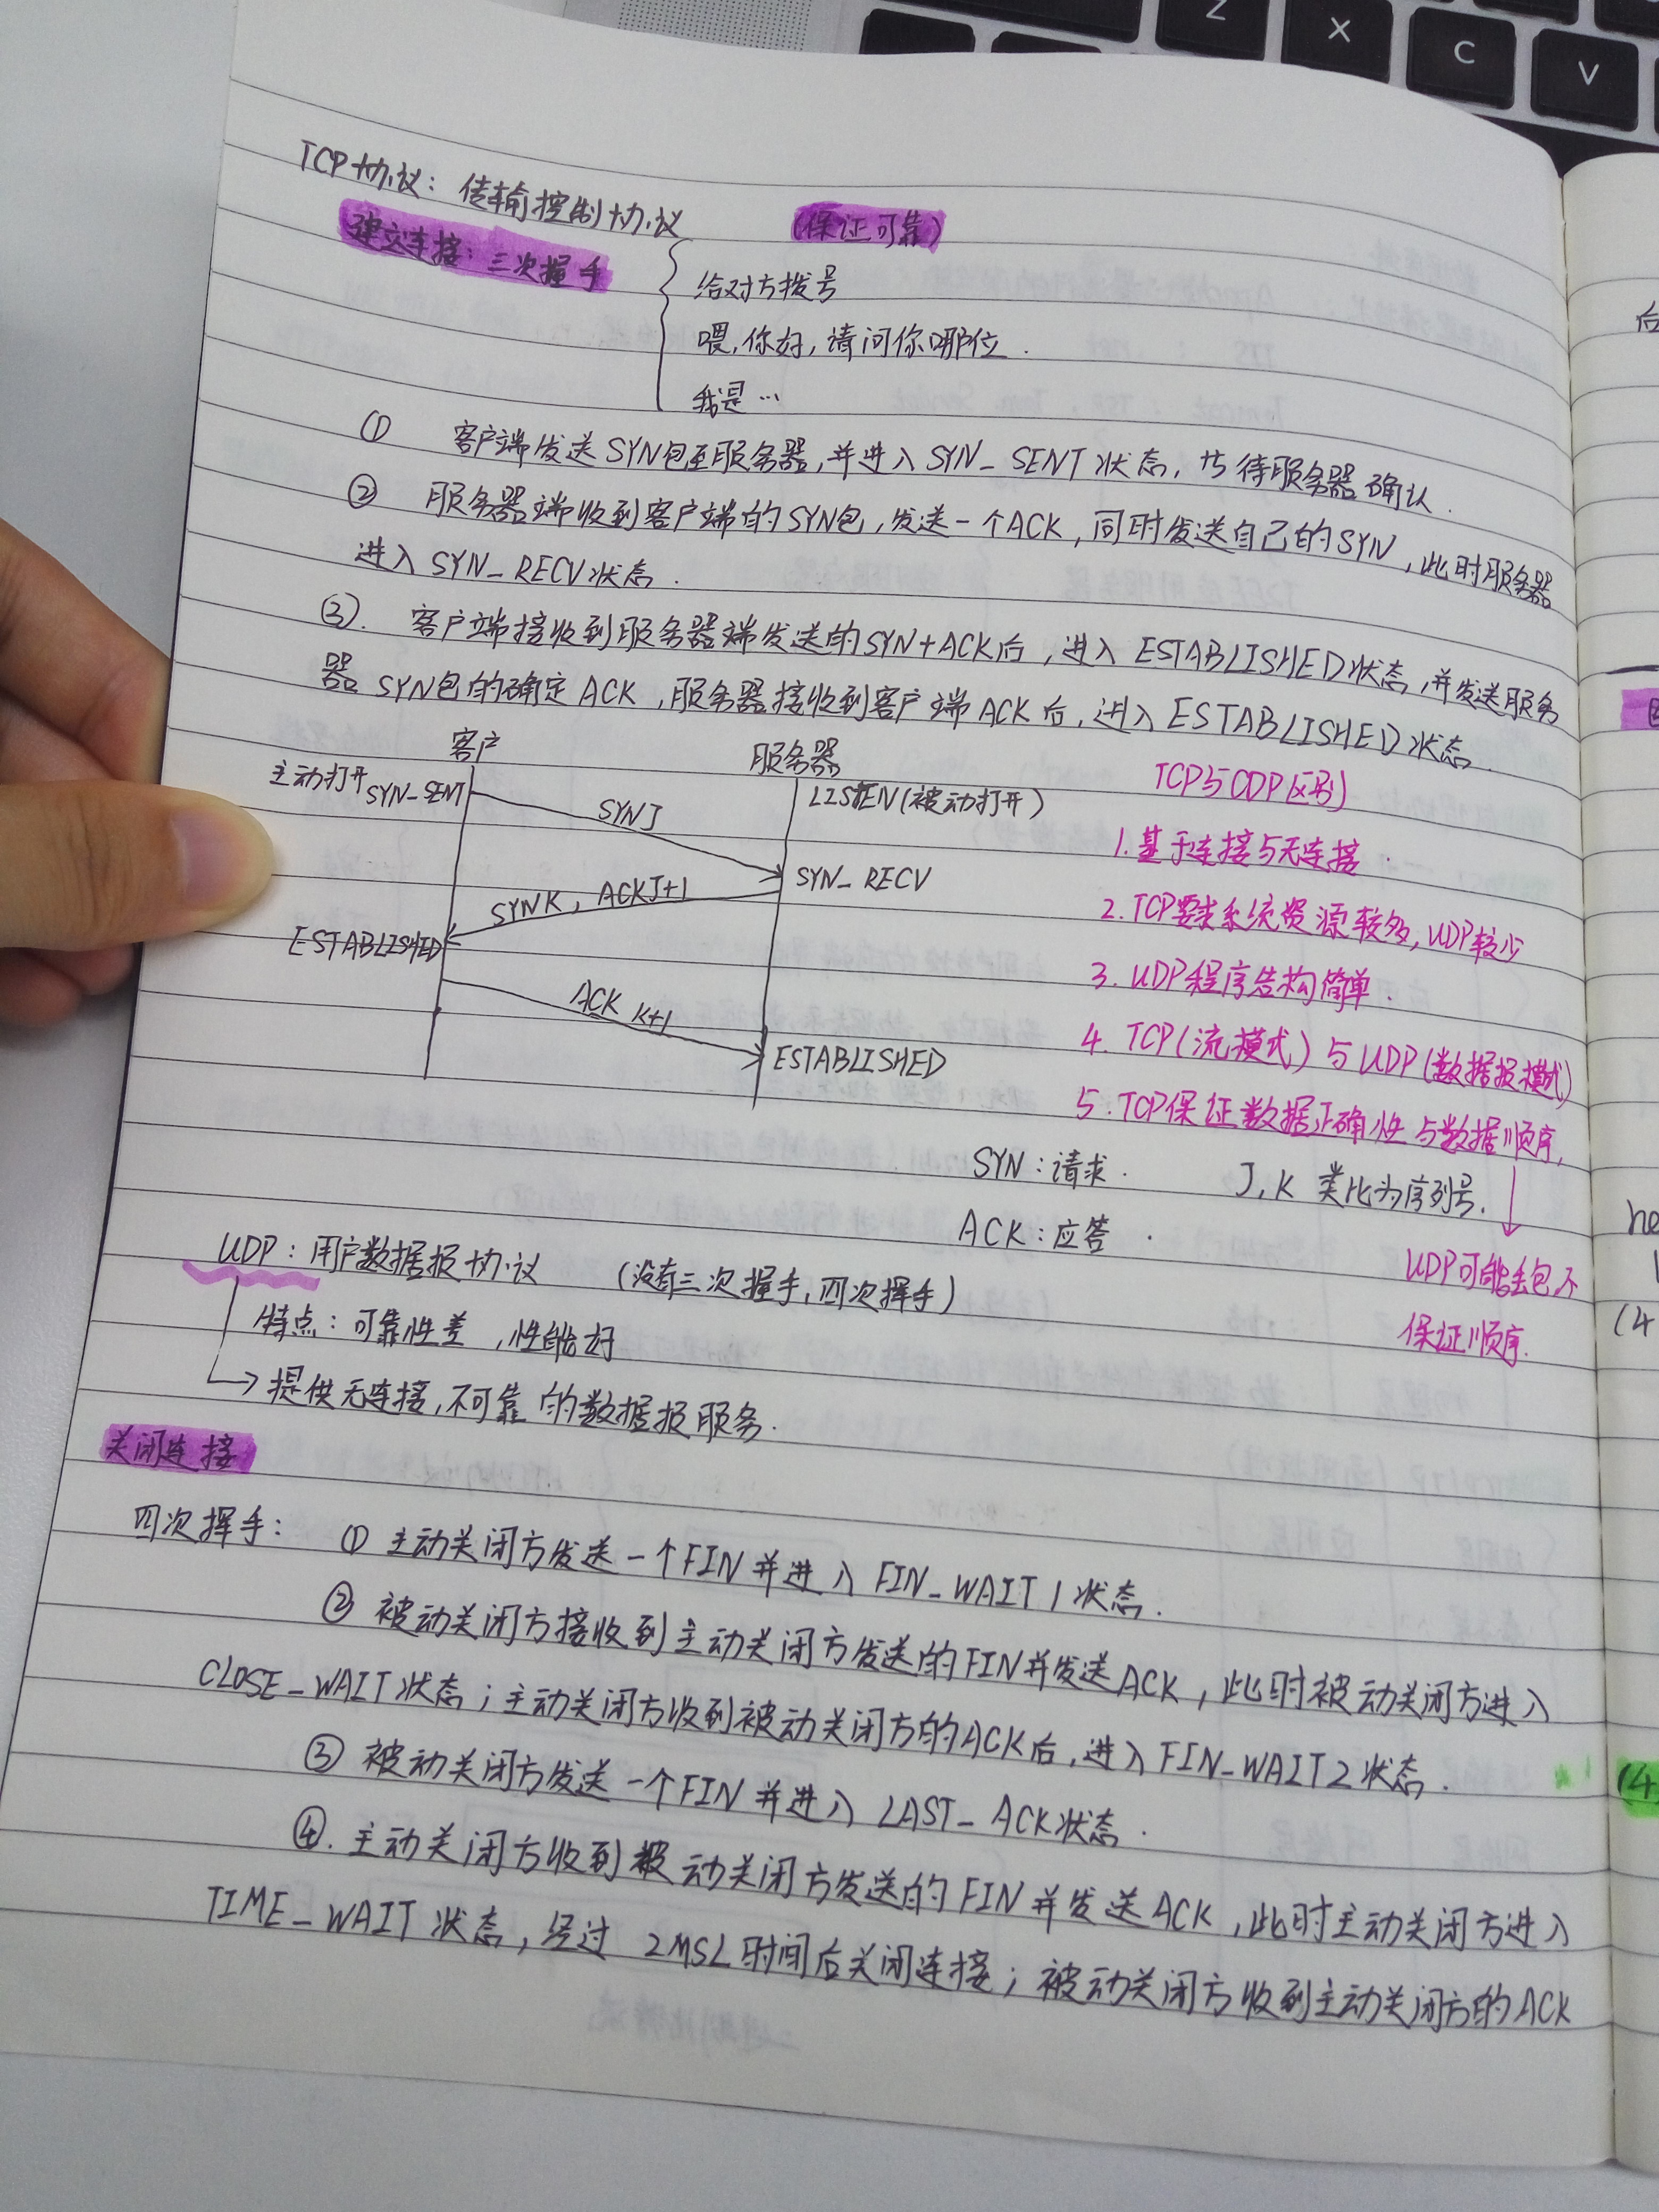 Z
X
C
V
TCP协议：传输控制协议 （保证可靠）
建立连接：三次握手
给对方拨号
喂，你好，请问你哪位．
我是…
① 客户端发送SYN包至服务器，并进入SYN_SENT状态，等待服务器确认．
② 服务器端收到客户端的SYN包，发送一个ACK，同时发送自己的SYN，此时服务器
进入SYN_RECV状态．
③． 客户端接收到服务器端发送的SYN+ACK后，进入ESTABLISHED状态，并发送服务
器SYN包的确定ACK，服务器接收到客户端ACK后，进入ESTABLISHED状态．
客户 服务器
主动打开 SYN_SENT
LISTEN（被动打开）
SYNJ
SYN_RECV
SYNK，ACKJ+1
ESTABLISHED
ACK K+1
ESTABLISHED
TCP与UDP区别
1.基于连接与无连接．
2.TCP要求系统资源较多，UDP较少
3．UDP程序结构简单．
4．TCP（流模式）与UDP（数据报模式）
5．TCP保证数据正确性与数据顺序，
UDP可能丢包，不
保证顺序．
SYN：请求． J，K 类比为序列号．
ACK：应答．
UDP：用户数据报协议 （没有三次握手，四次挥手）
特点：可靠性差，性能好
→提供无连接，不可靠的数据报服务．
关闭连接
四次挥手： ① 主动关闭方发送一个FIN并进入FIN_WAIT1状态．
② 被动关闭方接收到主动关闭方发送的FIN并发送ACK，此时被动关闭方进入
CLOSE_WAIT状态；主动关闭方收到被动关闭方的ACK后，进入FIN_WAIT2状态．
③ 被动关闭方发送一个FIN并进入LAST_ACK状态．
④．主动关闭方收到被动关闭方发送的FIN并发送ACK，此时主动关闭方进入
TIME_WAIT状态，经过2MSL时间后关闭连接；被动关闭方收到主动关闭方的ACK
he
(4
(4